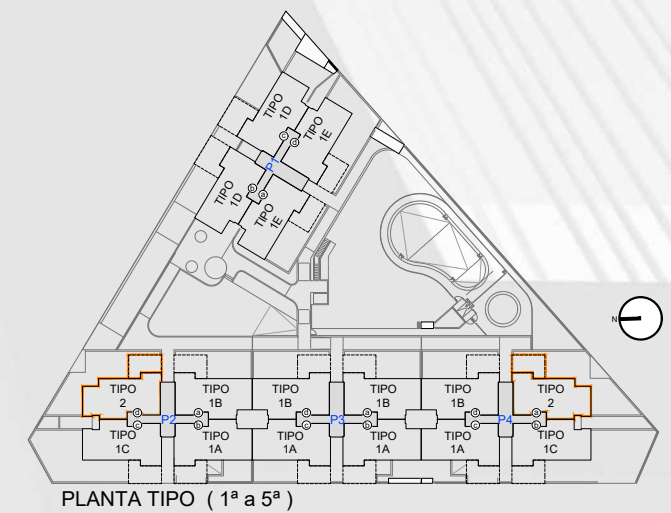 TIPO
1D
TIPO
1E
c
d
P1
b
a
TIPO
1D
TIPO
1E
N
TIPO
2
TIPO
1B
TIPO
1B
TIPO
1B
TIPO
1B
TIPO
2
d
a
d
a
d
a
P2
P3
P4
c
b
c
b
c
b
TIPO
1C
TIPO
1A
TIPO
1A
TIPO
1A
TIPO
1A
TIPO
1C
PLANTA TIPO ( 1ª a 5ª )